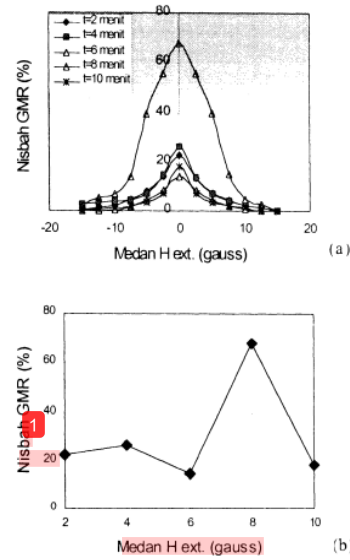 80
t=2 menit
t=4 menit
t=6 menit
t=8 menit
t=10 menit
60
40
20
0
Nisbah GMR (%)
-20 -10 0 10 20
Medan H ext. (gauss)
(a)
80
60
40
20
0
1
Nisbah GMR (%)
2 4 6 8 10
Medan H ext. (gauss)
(b